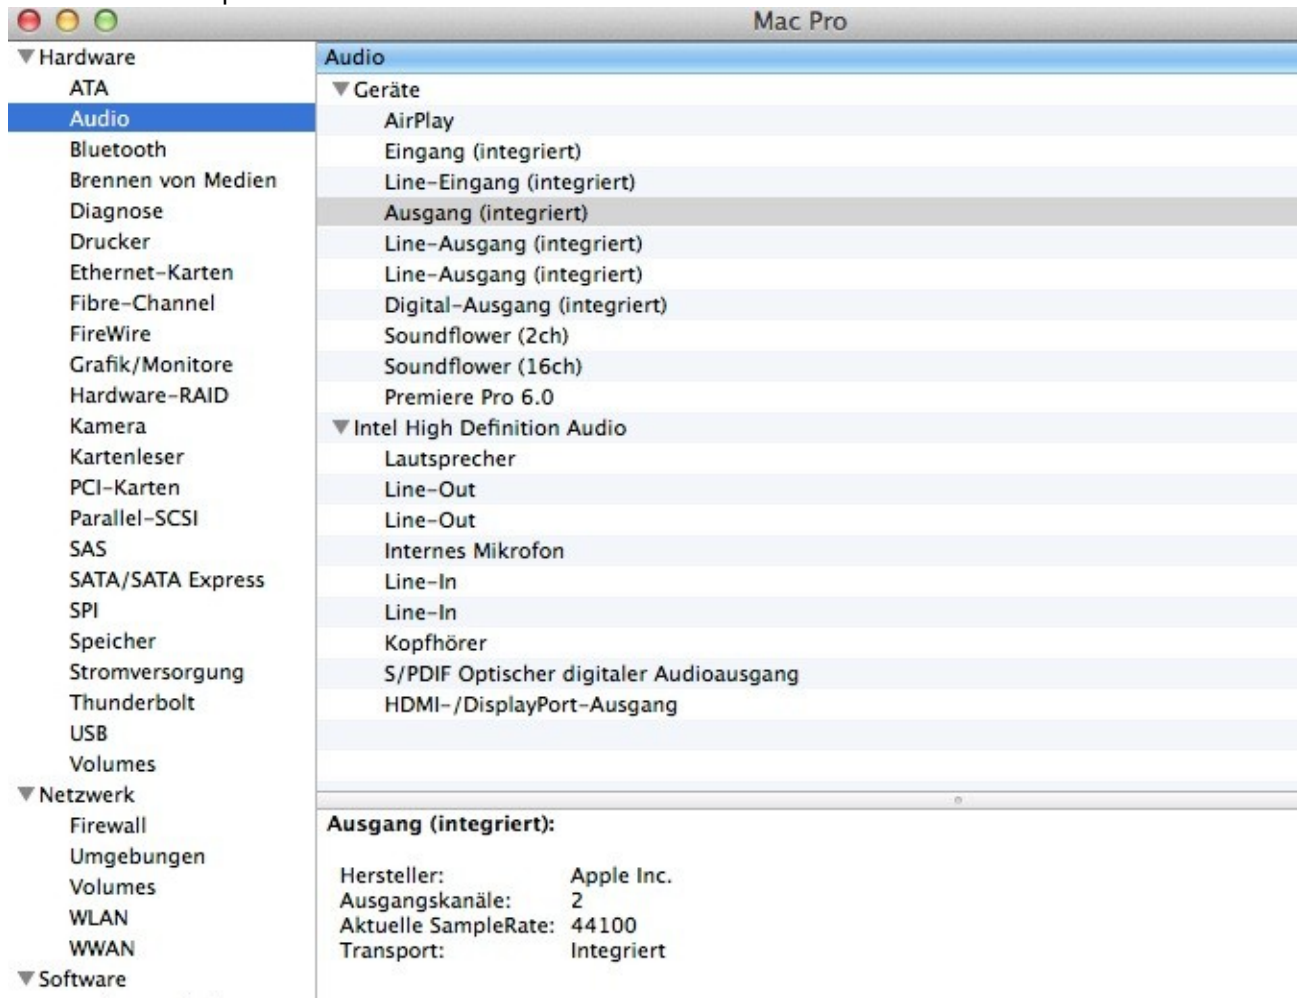 Mac Pro
Hardware
ATA
Audio
Bluetooth
Brennen von Medien
Diagnose
Drucker
Ethernet-Karten
Fibre-Channel
FireWire
Grafik/Monitore
Hardware-RAID
Kamera
Kartenleser
PCI-Karten
Parallel-SCSI
SAS
SATA/SATA Express
SPI
Speicher
Stromversorgung
Thunderbolt
USB
Volumes
Netzwerk
Firewall
Umgebungen
Volumes
WLAN
WWAN
Software
Audio
Geräte
AirPlay
Eingang (integriert)
Line-Eingang (integriert)
Ausgang (integriert)
Line-Ausgang (integriert)
Line-Ausgang (integriert)
Digital-Ausgang (integriert)
Soundflower (2ch)
Soundflower (16ch)
Premiere Pro 6.0
Intel High Definition Audio
Lautsprecher
Line-Out
Line-Out
Internes Mikrofon
Line-In
Line-In
Kopfhörer
S/PDIF Optischer digitaler Audioausgang
HDMI-/DisplayPort-Ausgang
Ausgang (integriert):
Hersteller: Apple Inc.
Ausgangskanäle: 2
Aktuelle SampleRate: 44100
Transport: Integriert